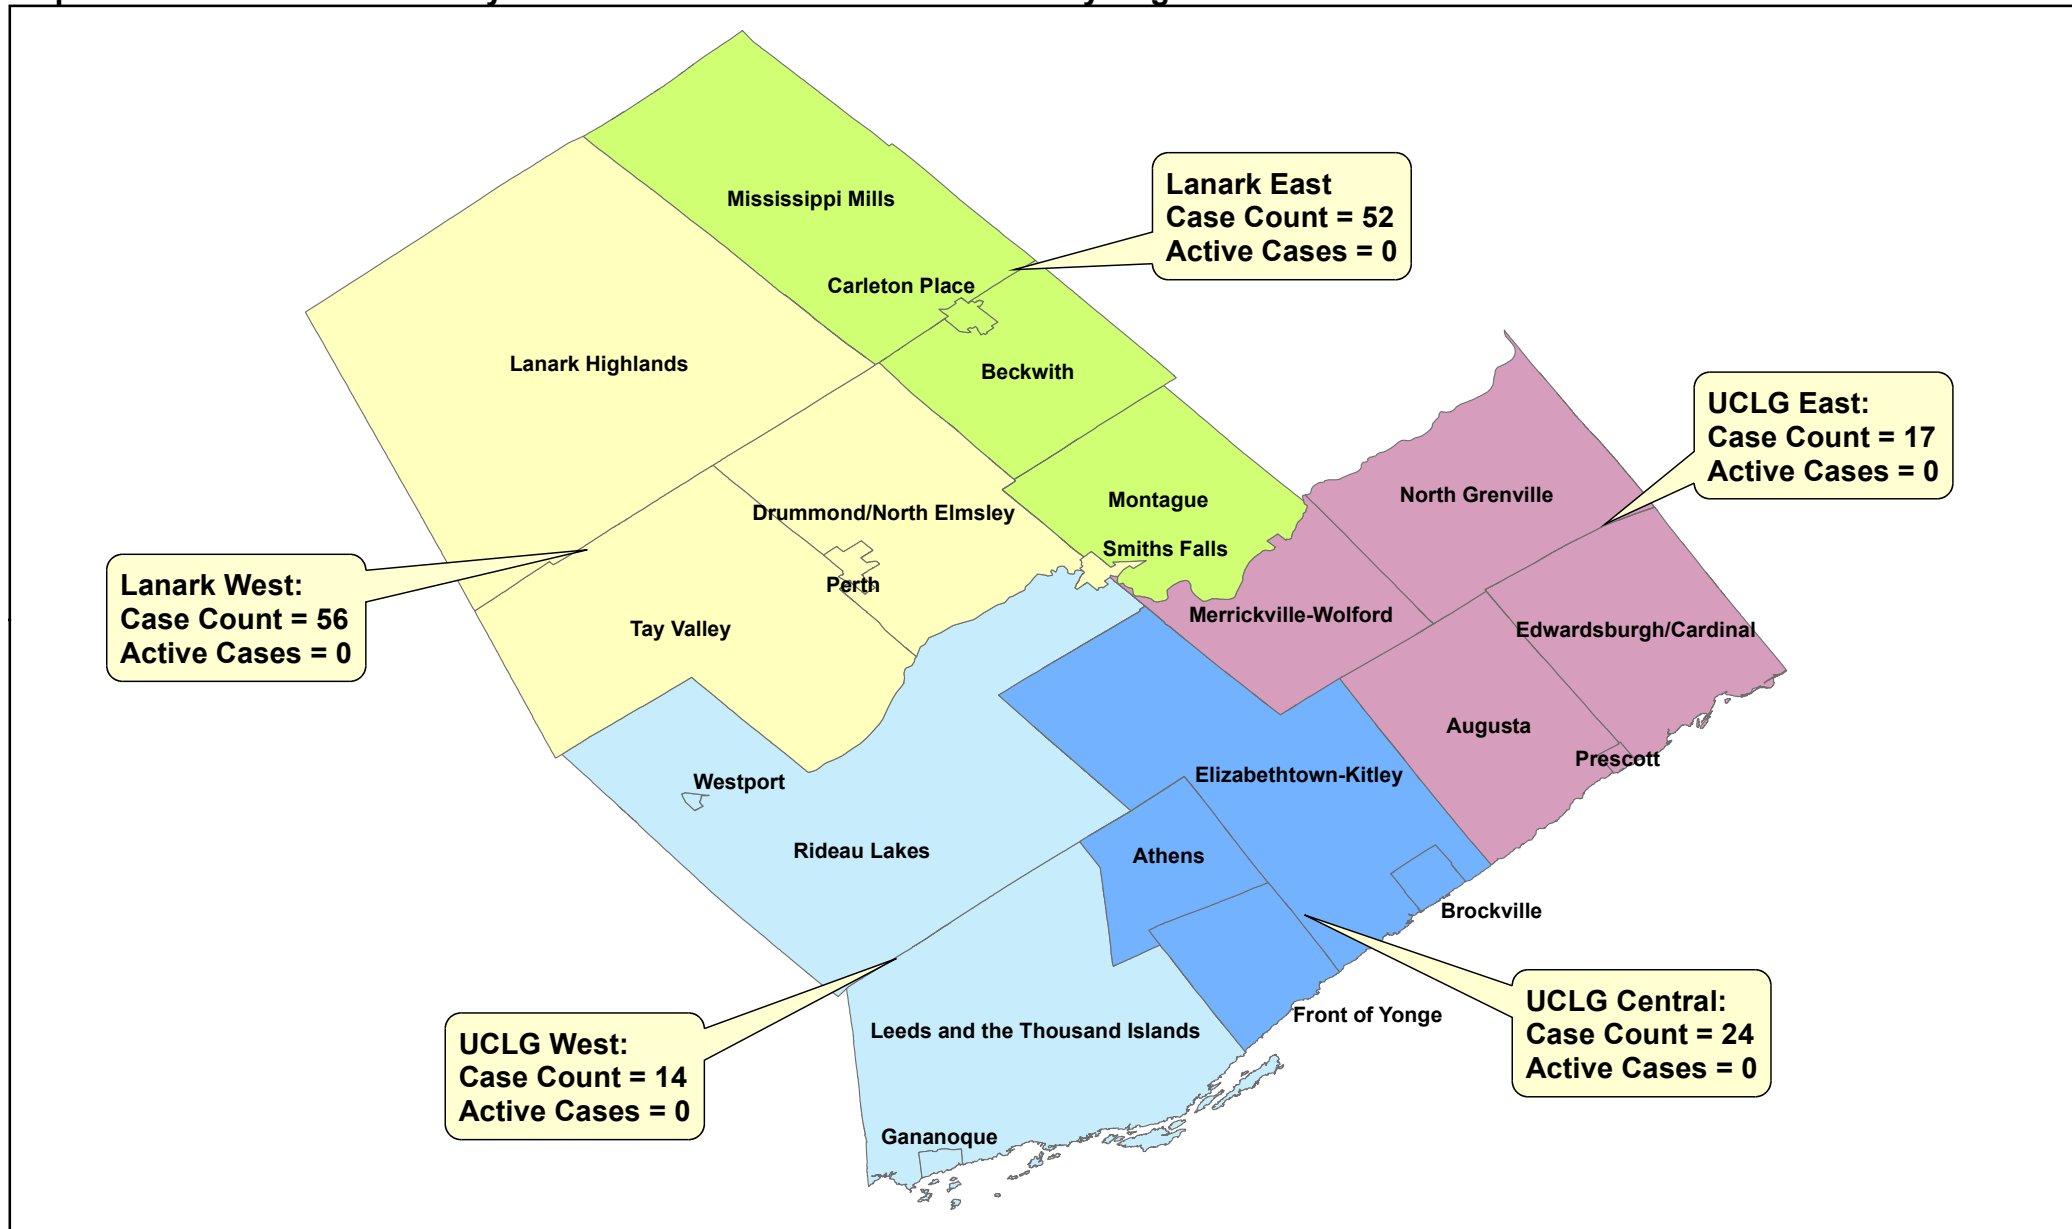 Mississippi Mills
Lanark East
Case Count = 52
Active Cases = 0
Carleton Place
Lanark Highlands
Beckwith
UCLG East:
Case Count = 17
Active Cases = 0
North Grenville
Montague
Drummond/North Elmsley
Smiths Falls
Perth
Lanark West:
Case Count = 56
Active Cases = 0
Tay Valley
Merrickville-Wolford
Edwardsburgh/Cardinal
Augusta
Prescott
Westport
Elizabethtown-Kitley
Rideau Lakes
Athens
Brockville
UCLG Central:
Case Count = 24
Active Cases = 0
Front of Yonge
Leeds and the Thousand Islands
UCLG West:
Case Count = 14
Active Cases = 0
Gananoque